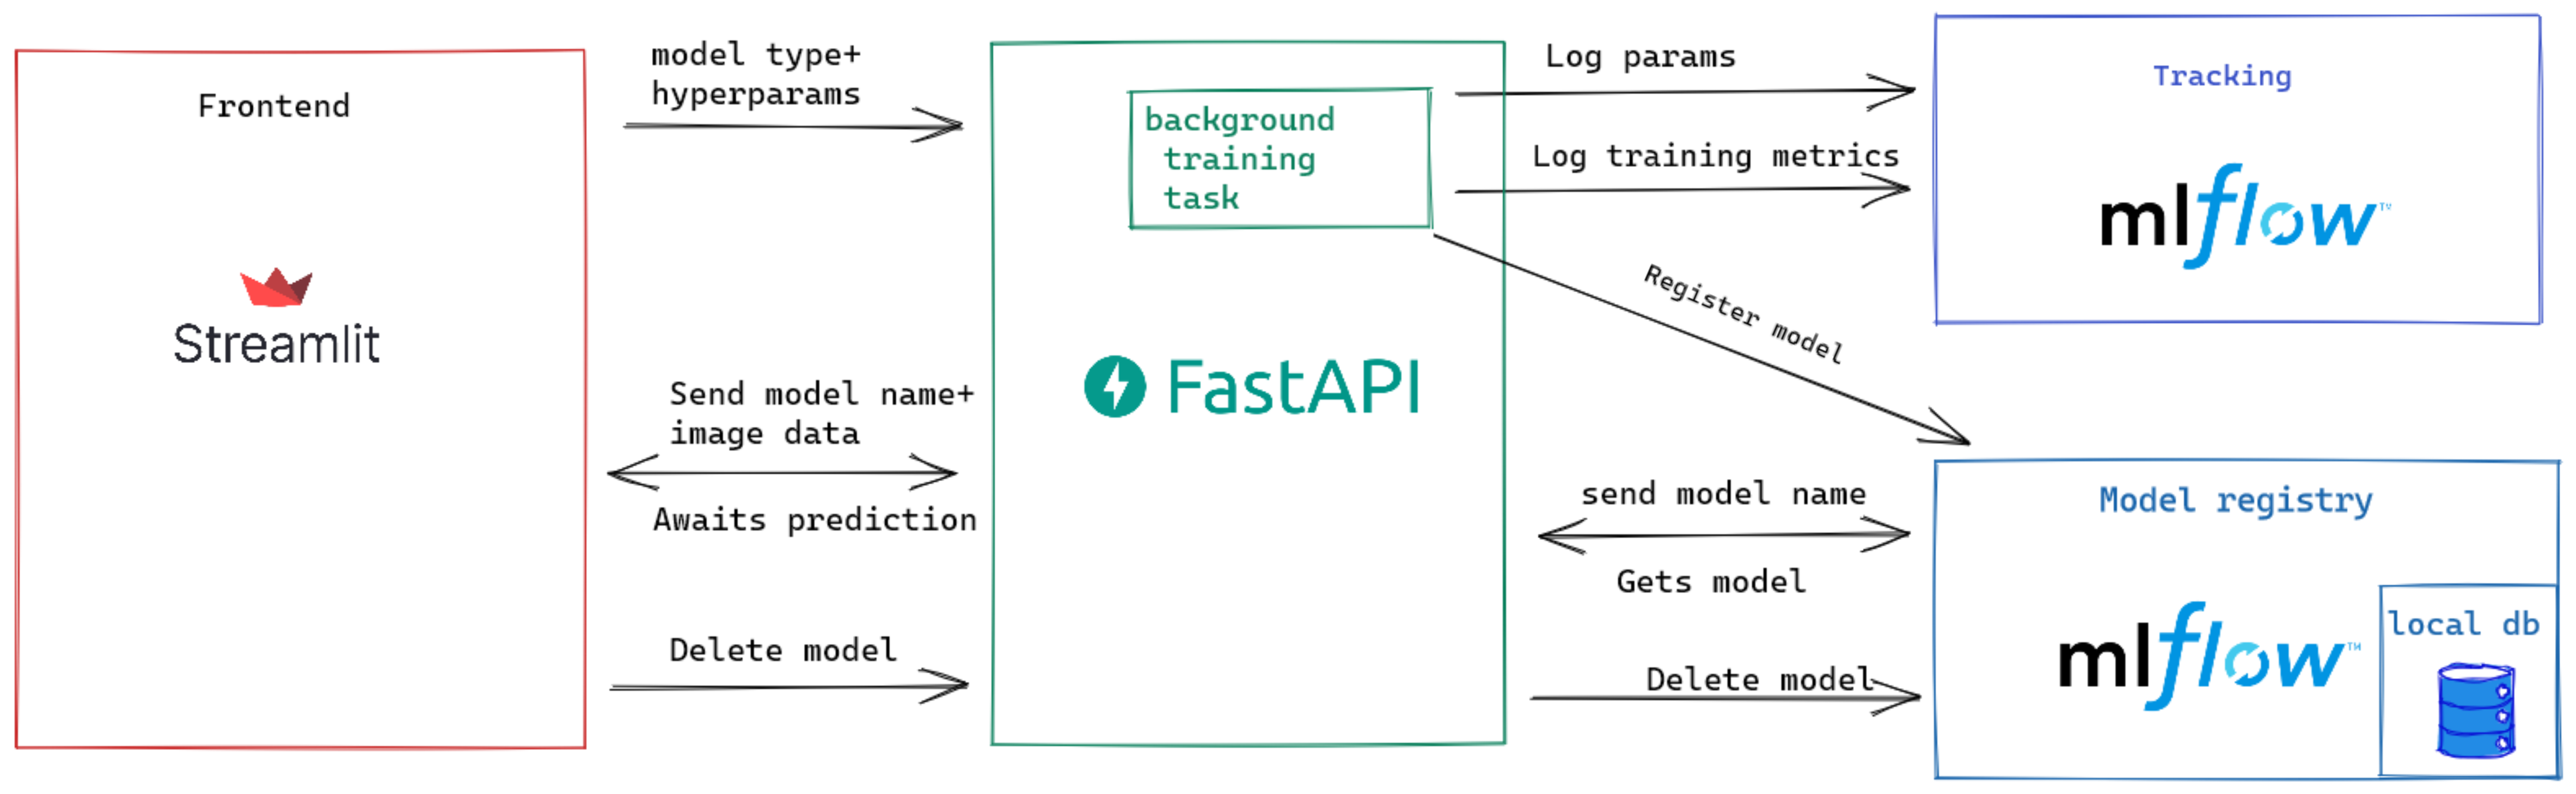 Frontend
Streamlit
model type+
hyperparams
Send model name+
image data
Awaits prediction
Delete model
background
training
task
FastAPI
Log params
Log training metrics
Register model
send model name
Gets model
Delete model
Tracking
mlflow™
Model registry
mlflow™
local db